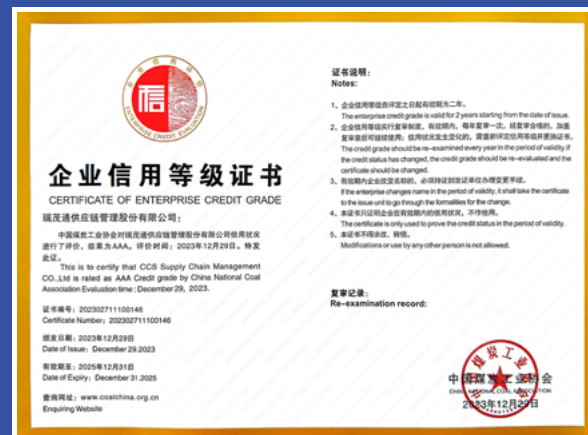 企业信用评价
信
ENTERPRISE CREDIT EVALUATION
企业信用等级证书
CERTIFICATE OF ENTERPRISE CREDIT GRADE
瑞茂通供应链管理股份有限公司：
中国煤炭工业协会对瑞茂通供应链管理股份有限公司信用状况
进行了评价，结果为AAA。评价时间：2023年12月29日。特发
此证。
This is to certify that CCS Supply Chain Management
CO.,Ltd is rated as AAA Credit grade by China National Coal
Association Evaluation time : December 29, 2023.
证书编号：202302711100146
Certificate Number：202302711100146
颁发日期：2023年12月29日
Date of Issue：December 29.2023
有效期至：2025年12月31日
Date of Expiry：December 31.2025
查询网址：www.coalchina.org.cn
Enquiring Website
证书说明：
Notes:
1、企业信用等级自评定之日起有效期为二年。
The enterprise credit grade is valid for 2 years starting from the date of issue.
2、企业信用等级实行复审制度，有效期内，每年复审一次，经复审合格的，加盖
复审章后可继续使用；信用状况发生变化的，需重新评定信用等级并更换证书。
The credit grade should be re-examined every year in the period of validity.If
the credit status has changed, the credit grade should be re-evaluated and the
certificate should be changed.
3、有效期内企业改变名称的，必须持证到发证单位办理变更手续。
If the enterprise changes name in the period of validity, it shall take the certificate
to the issue unit to go through the formalities for the change.
4、本证书只证明企业在有效期内的信用状况，不作他用。
The certificate is only used to prove the credit status in the period of validity.
5、本证书不得涂改、转借。
Modifications or use by any other person is not allowed.
复审记录：
Re-examination record:
中国煤炭工业协会
CHINA NATIONAL COAL ASSOCIATION
2023年12月29日